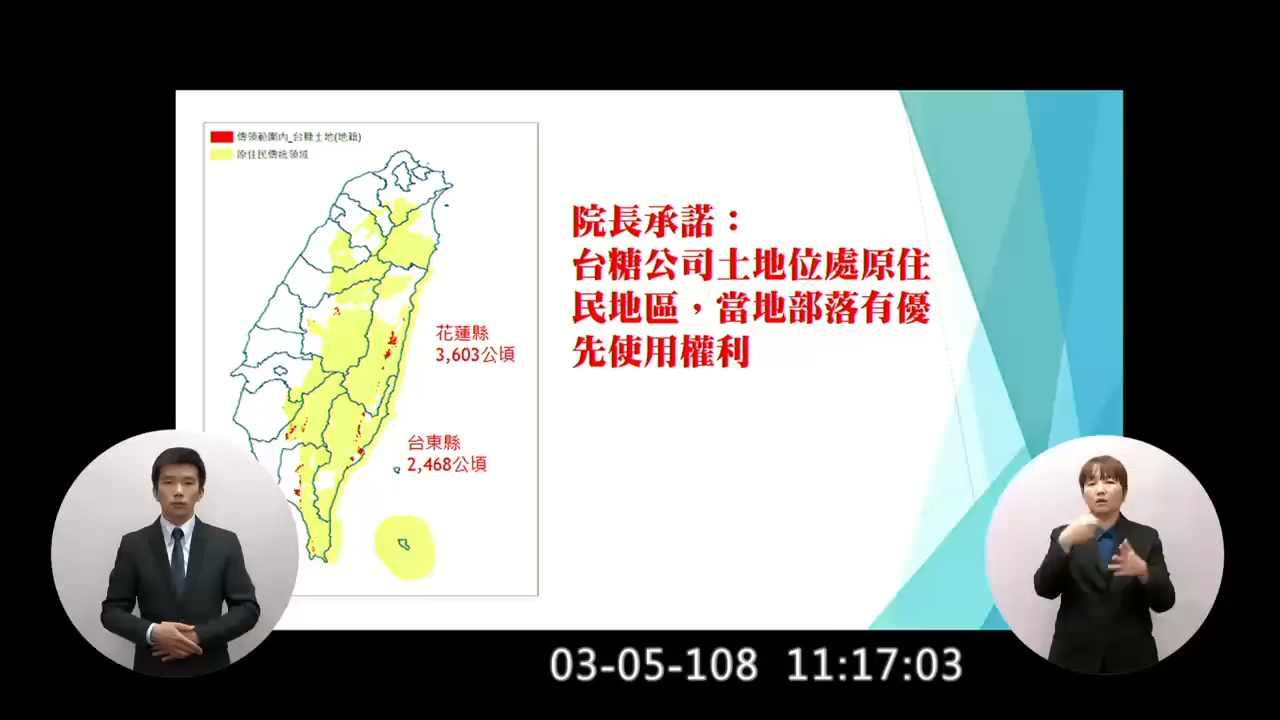 傳領範圍內_台糖土地(地籍)
原住民傳統領域
花蓮縣
3,603公頃
台東縣
2,468公頃
院長承諾：
台糖公司土地位處原住
民地區，當地部落有優
先使用權利
03-05-108 11:17:03